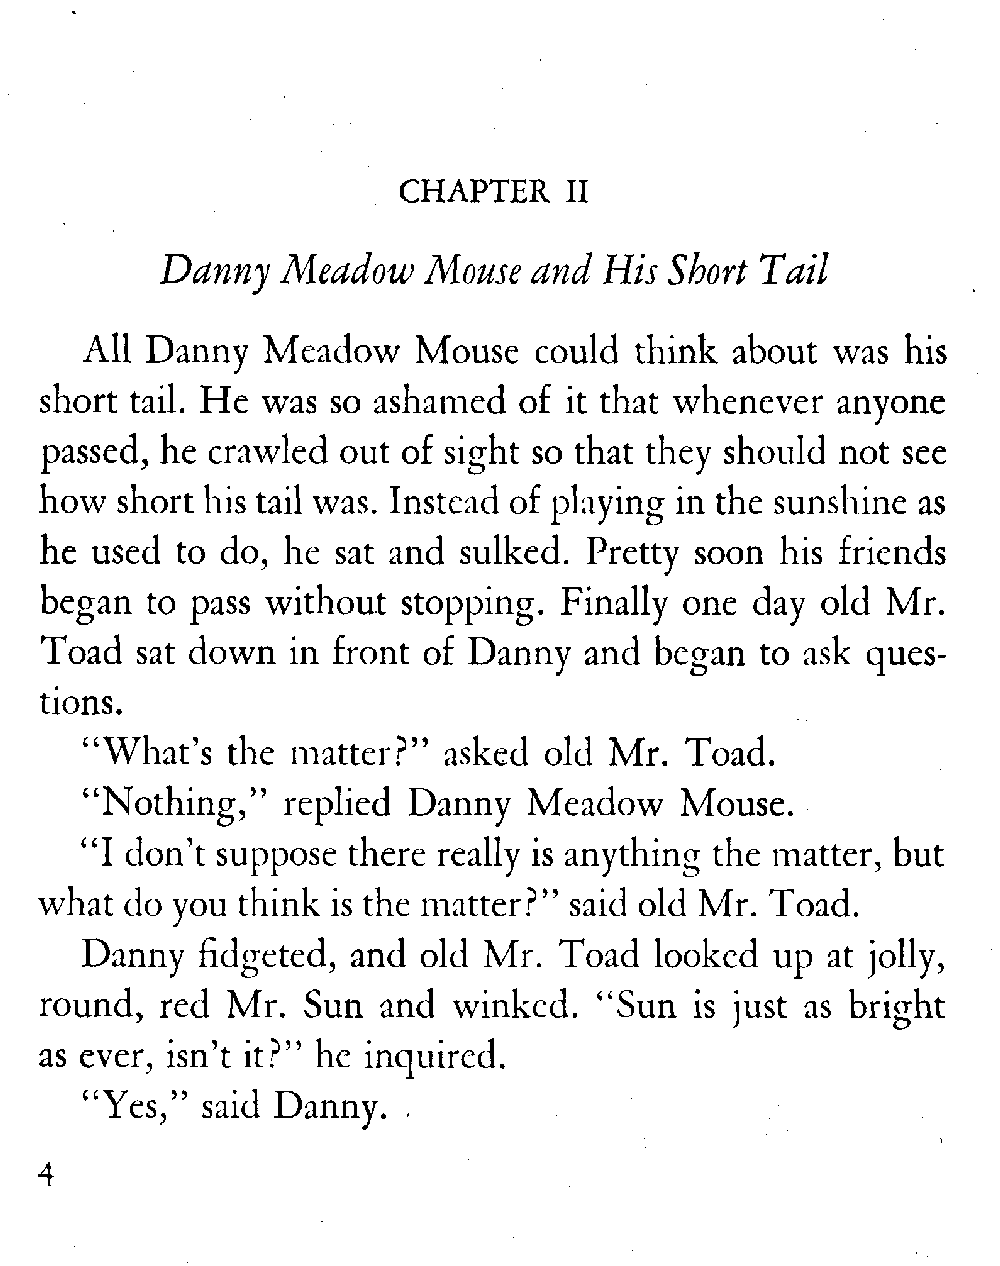 CHAPTER II
Danny Meadow Mouse and His Short Tail
All Danny Meadow Mouse could think about was his
short tail. He was so ashamed of it that whenever anyone
passed, he crawled out of sight so that they should not see
how short his tail was. Instead of playing in the sunshine as
he used to do, he sat and sulked. Pretty soon his friends
began to pass without stopping. Finally one day old Mr.
Toad sat down in front of Danny and began to ask ques-
tions.
“What’s the matter?” asked old Mr. Toad.
“Nothing,” replied Danny Meadow Mouse.
“I don’t suppose there really is anything the matter, but
what do you think is the matter?” said old Mr. Toad.
Danny fidgeted, and old Mr. Toad looked up at jolly,
round, red Mr. Sun and winked. “Sun is just as bright
as ever, isn’t it?” he inquired.
“Yes,” said Danny.
4